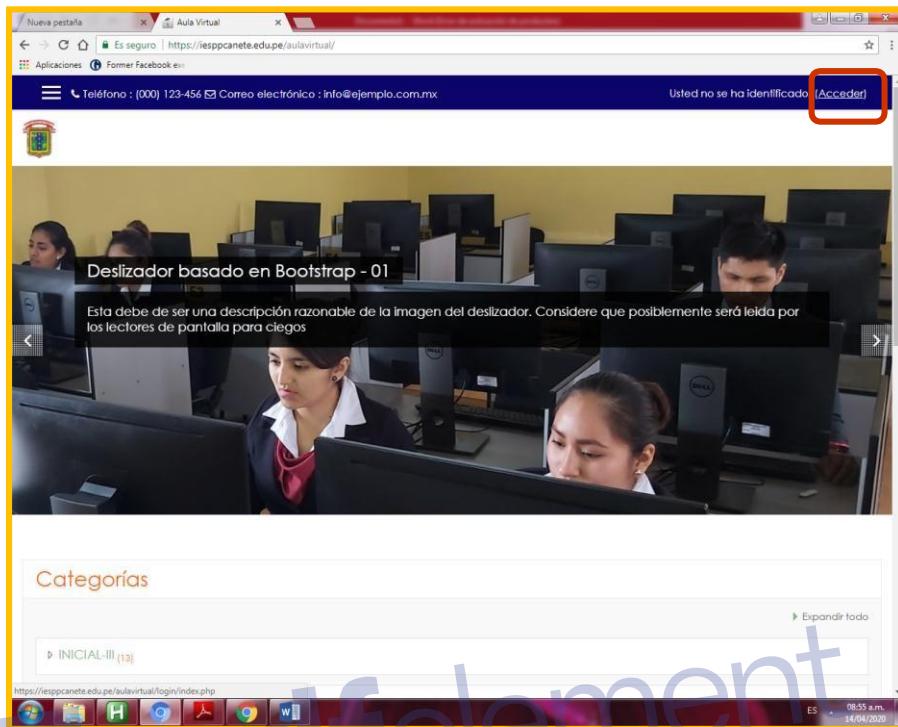 Nueva pestaña
Aula Virtual
Es seguro
https://iesppcanete.edu.pe/aulavirtual/
Aplicaciones
Former Facebook exe
Teléfono : (000) 123-456
Correo electrónico : info@ejemplo.com.mx
Usted no se ha identificado. (Acceder)
Deslizador basado en Bootstrap - 01
Esta debe de ser una descripción razonable de la imagen del deslizador. Considere que posiblemente será leida por
los lectores de pantalla para ciegos
DELL
Categorías
Expandir todo
INICIAL-III (13)
https://iesppcanete.edu.pe/aulavirtual/login/index.php
ES
08:55 a.m.
14/04/2020